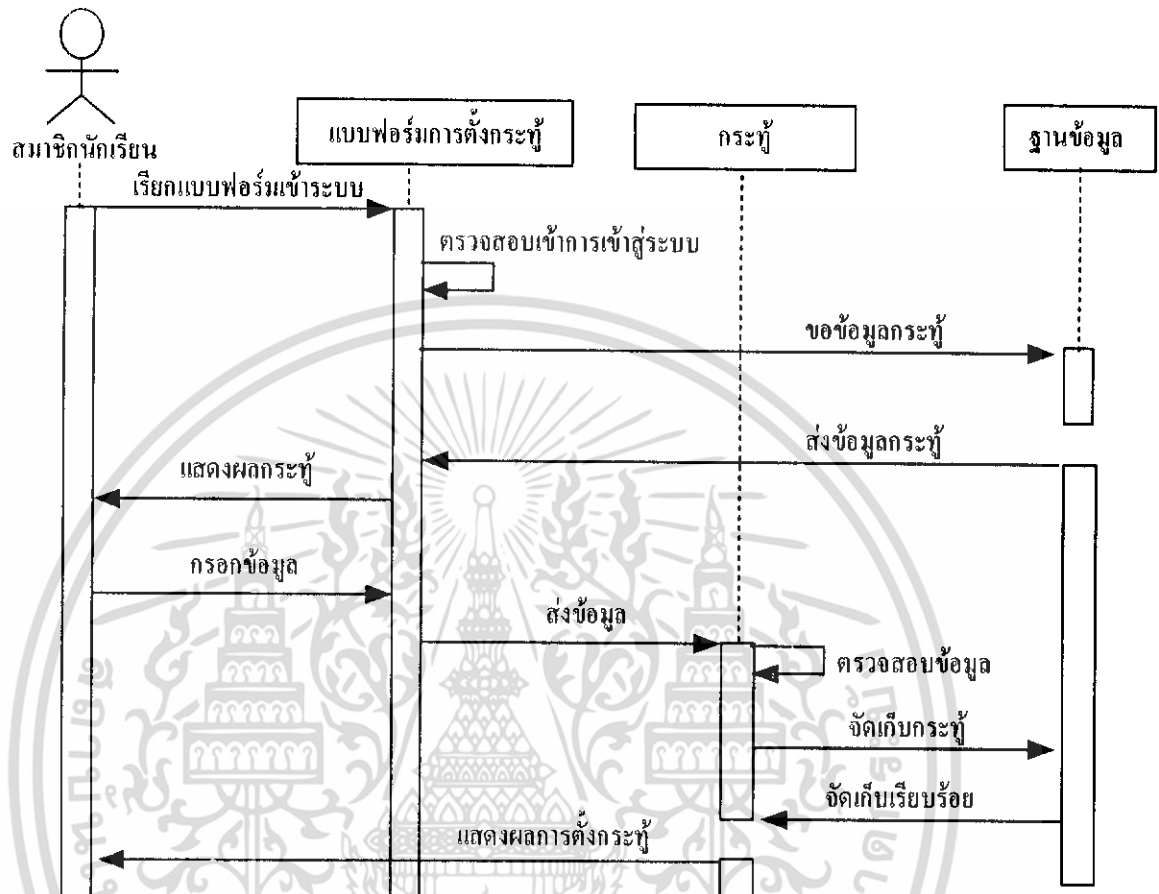 สมาชิกนักเรียน
แบบฟอร์มการตั้งกระทู้
กระทู้
ฐานข้อมูล
เรียกแบบฟอร์มเข้าระบบ
ตรวจสอบเข้าการเข้าสู่ระบบ
ขอข้อมูลกระทู้
ส่งข้อมูลกระทู้
แสดงผลกระทู้
กรอกข้อมูล
ส่งข้อมูล
ตรวจสอบข้อมูล
จัดเก็บกระทู้
จัดเก็บเรียบร้อย
แสดงผลการตั้งกระทู้